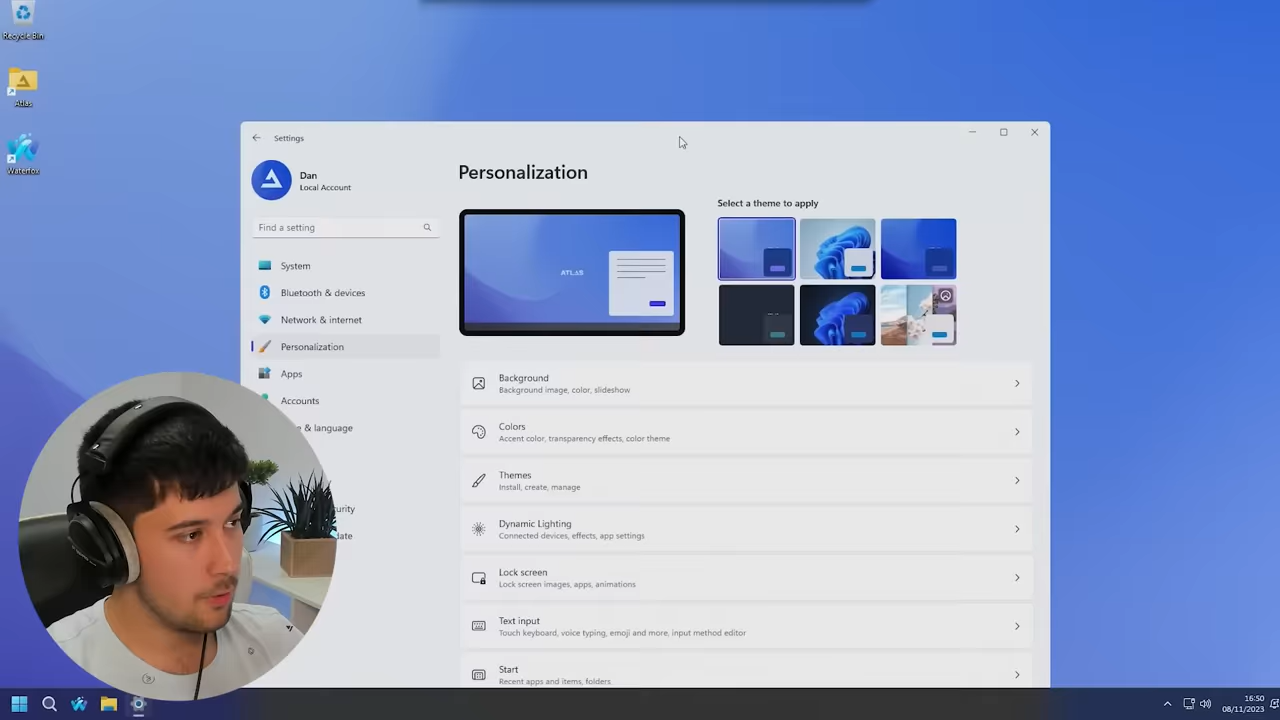 Recycle Bin
Atlas
Waterfox
Settings
Dan
Local Account
Find a setting
System
Bluetooth & devices
Network & internet
Personalization
Apps
Accounts
& language
Personalization
ATLAS
Select a theme to apply
Background
Background image, color, slideshow
Colors
Accent color, transparency effects, color theme
Themes
Install, create, manage
Dynamic Lighting
Connected devices, effects, app settings
Lock screen
Lock screen images, apps, animations
Text input
Touch keyboard, voice typing, emoji and more, input method editor
Start
Recent apps and items, folders.
16:50
08/11/2023